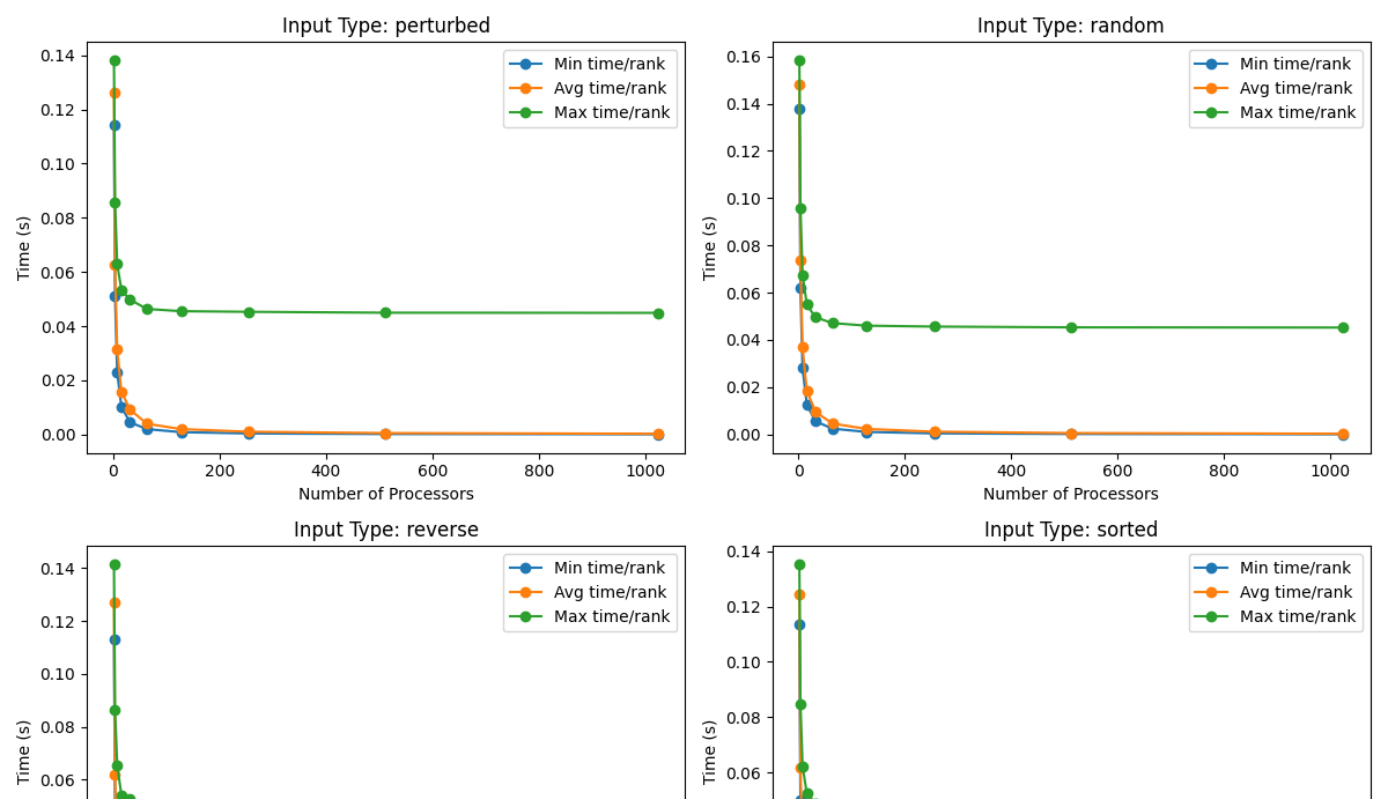 Input Type: perturbed
0.14
0.12
0.10
0.08
0.06
0.04
0.02
0.00
Time (s)
Min time/rank
Avg time/rank
Max time/rank
0 200 400 600 800 1000
Number of Processors
Input Type: random
0.16
0.14
0.12
0.10
0.08
0.06
0.04
0.02
0.00
Time (s)
Min time/rank
Avg time/rank
Max time/rank
0 200 400 600 800 1000
Number of Processors
Input Type: reverse
0.14
0.12
0.10
0.08
0.06
Time (s)
Min time/rank
Avg time/rank
Max time/rank
Input Type: sorted
0.14
0.12
0.10
0.08
0.06
Time (s)
Min time/rank
Avg time/rank
Max time/rank